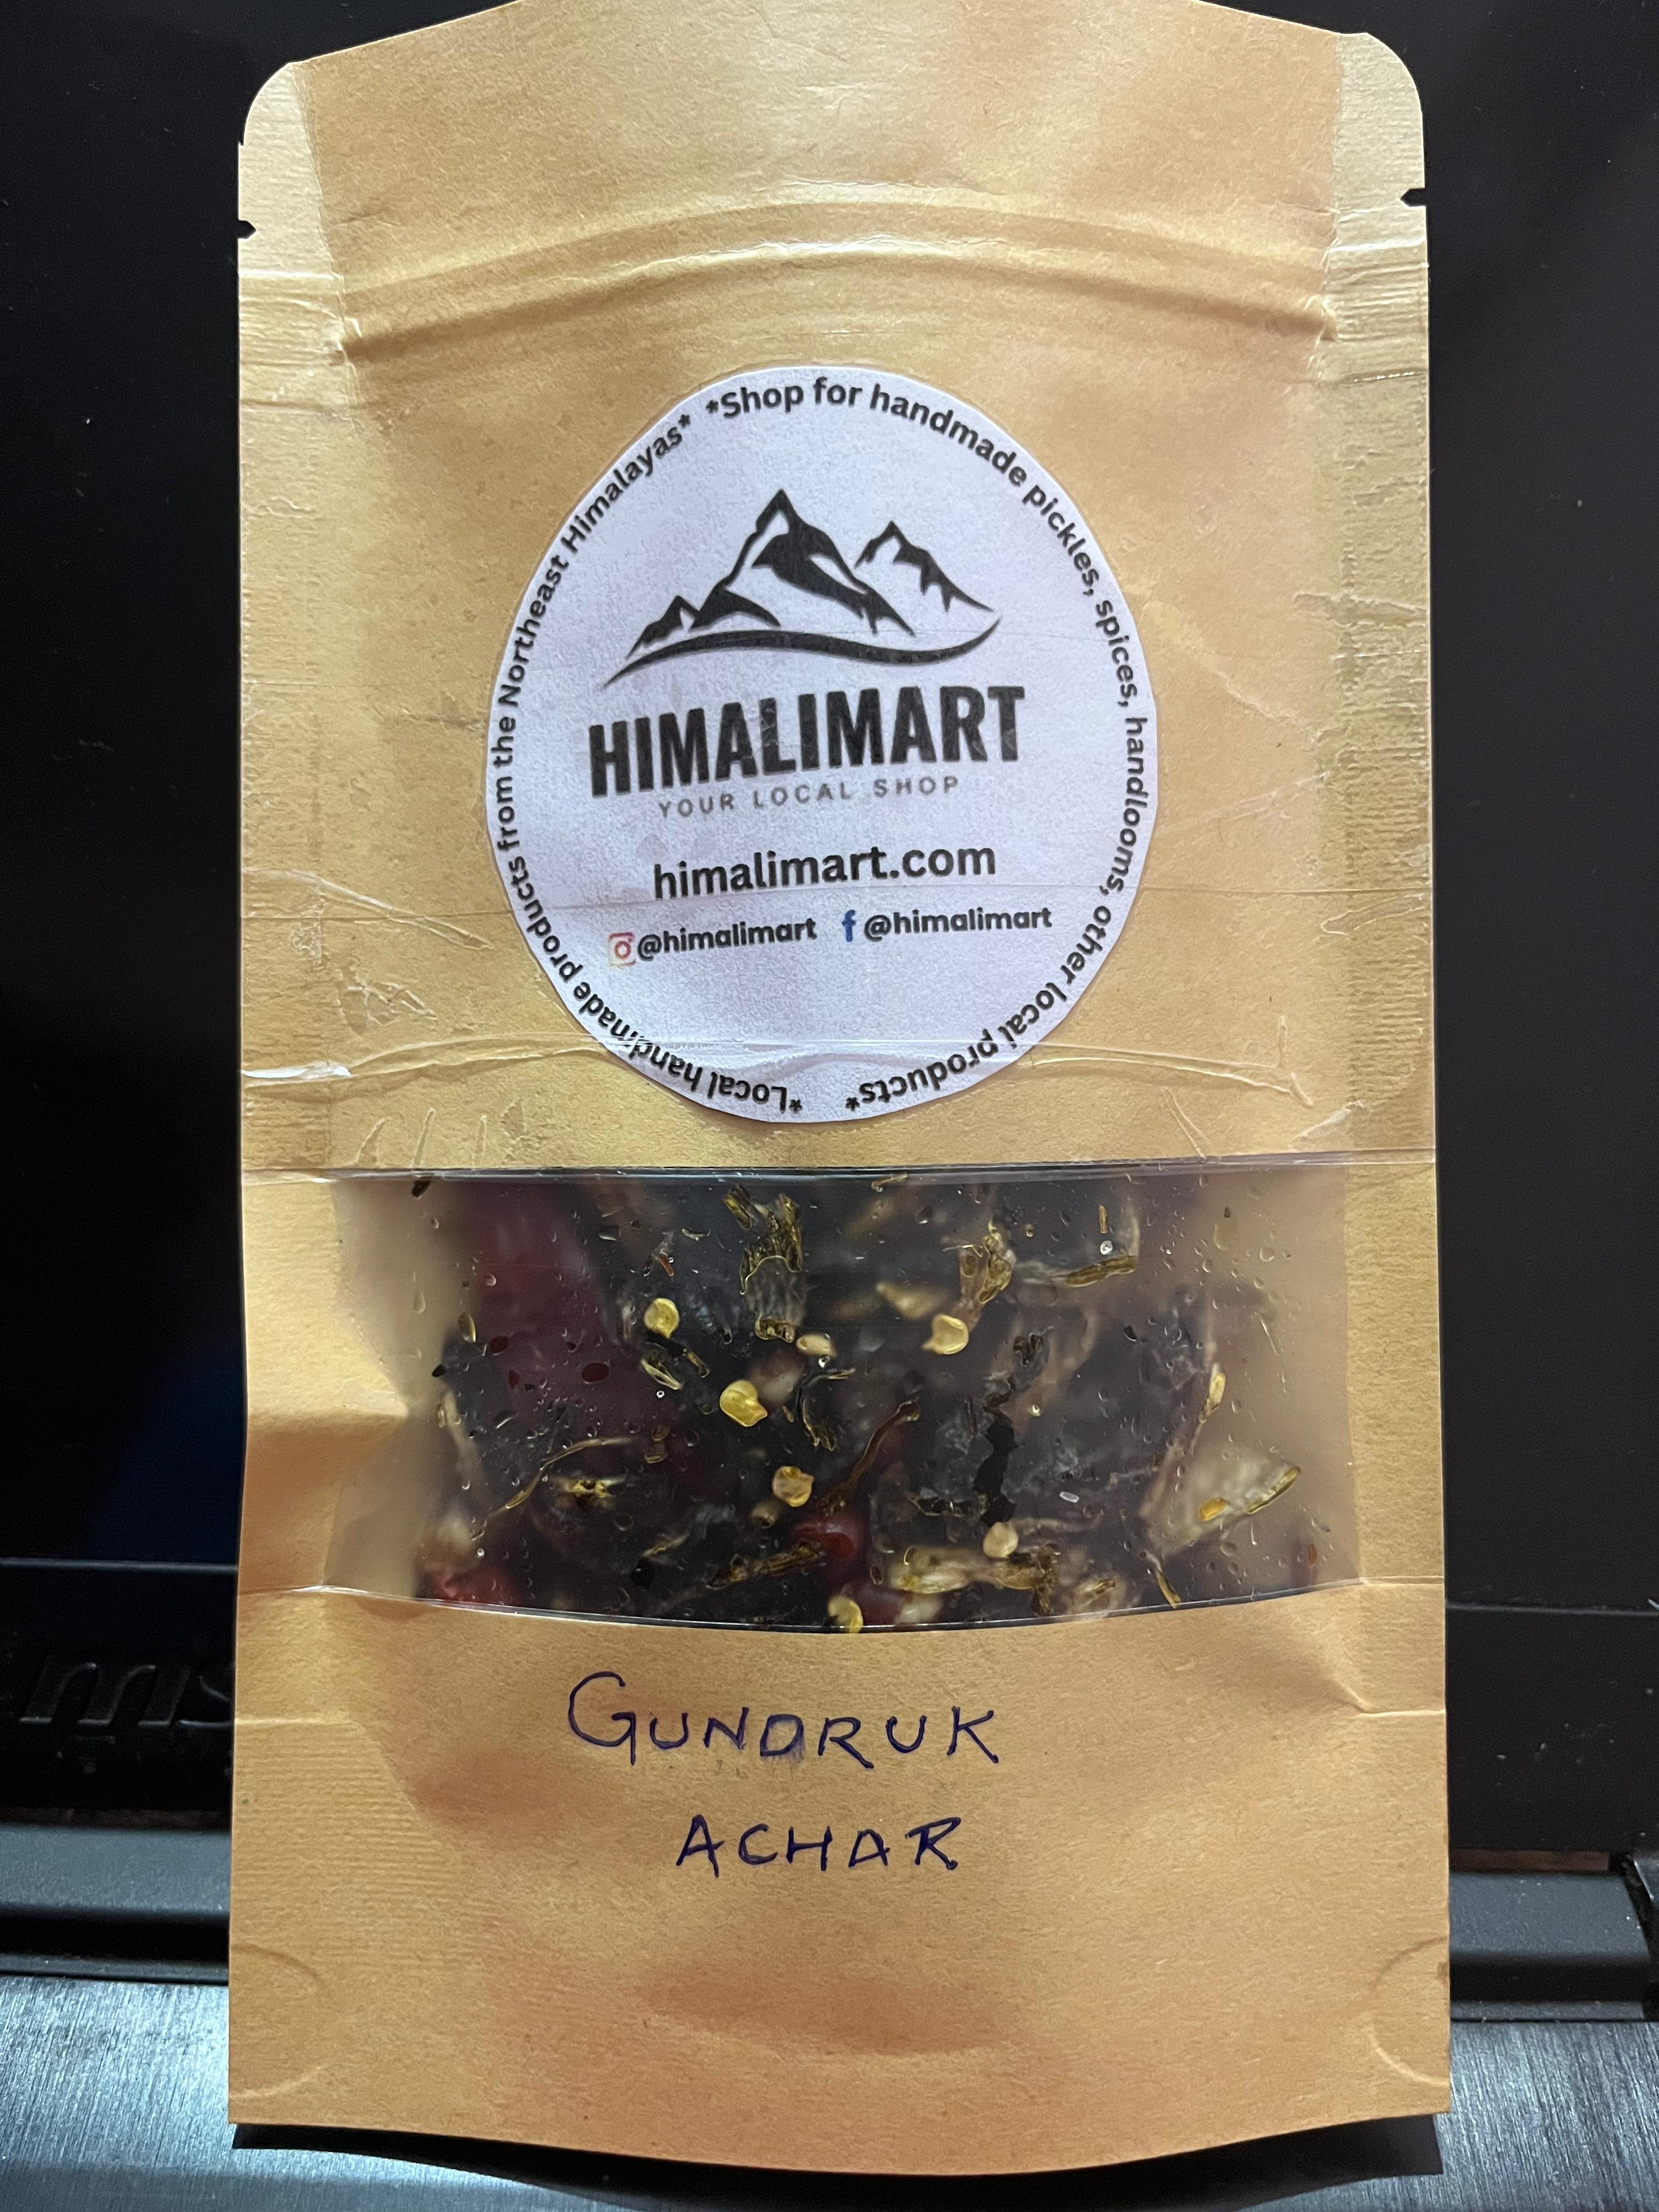 *Shop for handmade pickles, spices, handlooms, other local products*
*Local handmade products from the Northeast Himalayas*
HIMALIMART
YOUR LOCAL SHOP
himalimart.com
@himalimart f @himalimart
GUNDRUK
ACHAR
msi